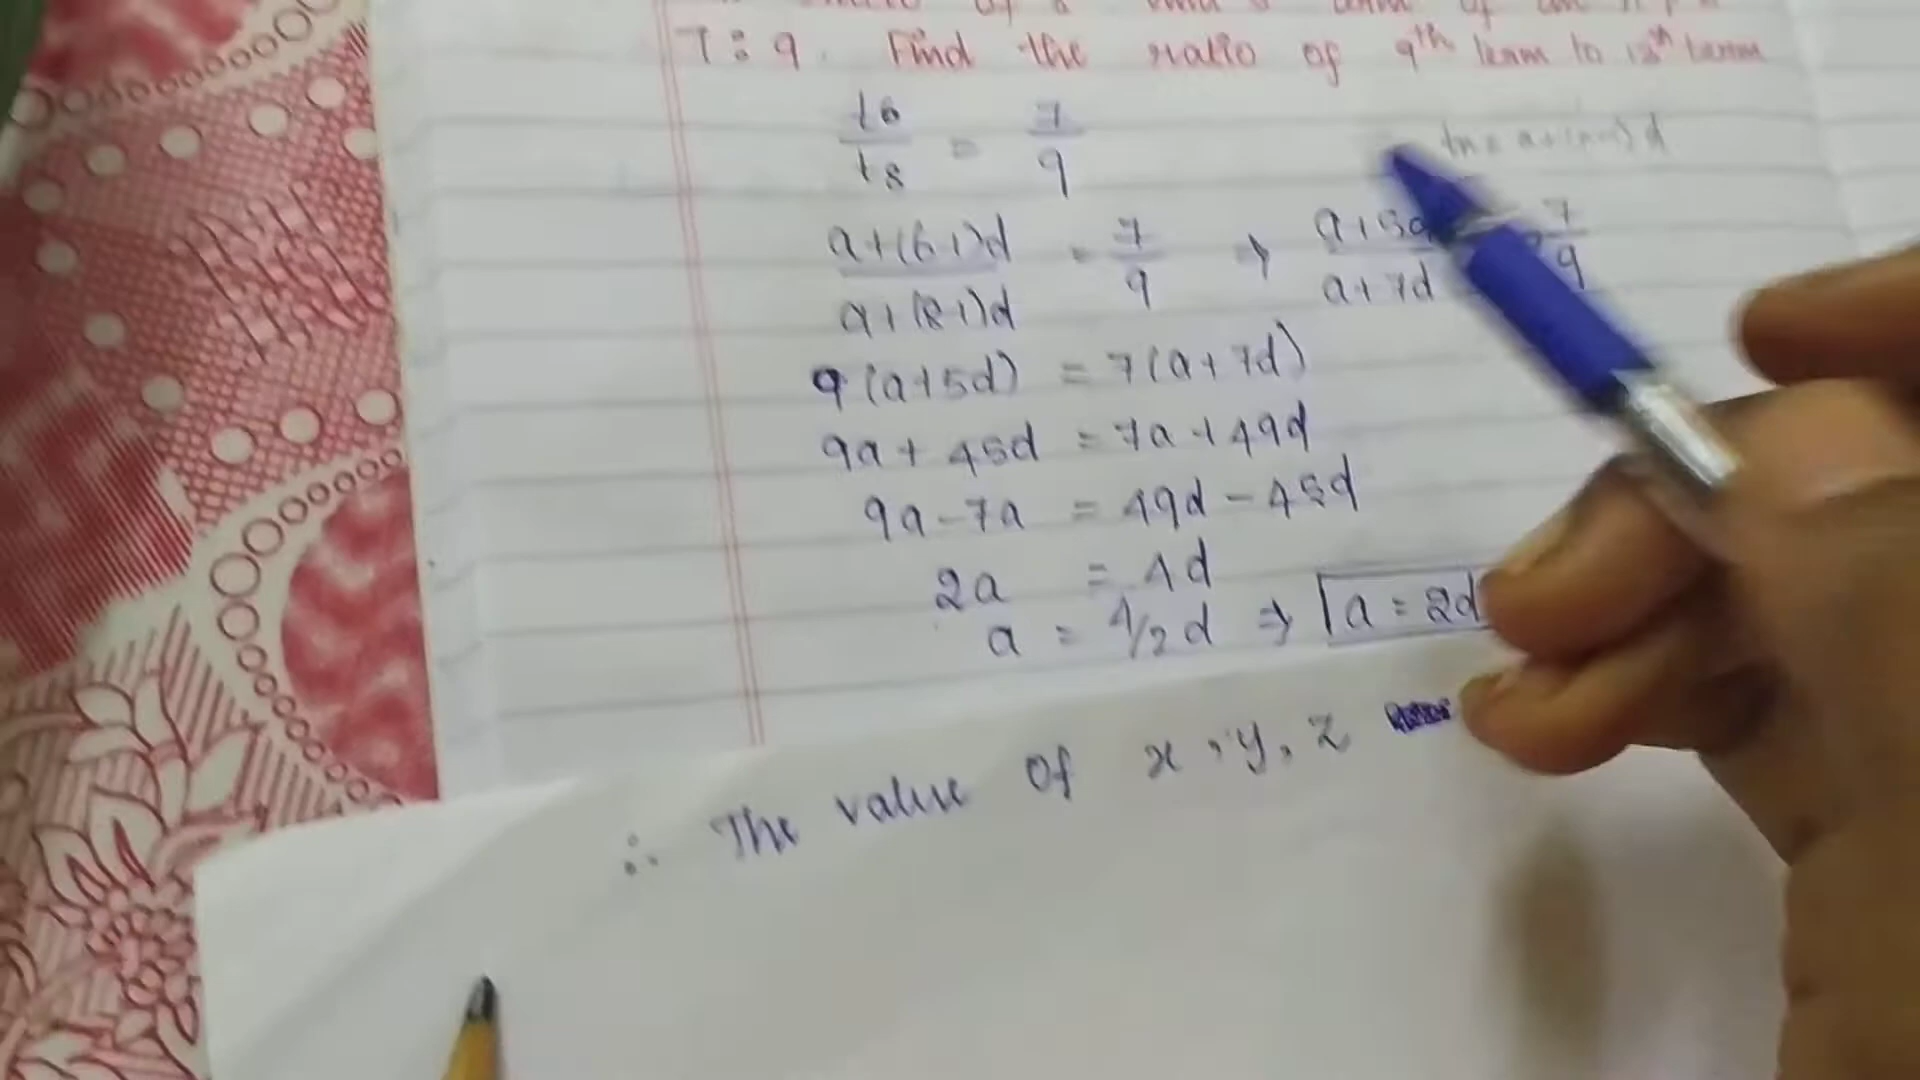 7 : 9. Find the ratio of 9th term to 13th term
t6/t8 = 7/9
tn = a+(n-1)d
a+(6-1)d/a+(8-1)d = 7/9 ⇒ a+5d/a+7d = 7/9
9(a+5d) = 7(a+7d)
9a + 45d = 7a + 49d
9a - 7a = 49d - 45d
2a = 4d
a = 4/2 d ⇒ a = 2d
∴ The value of x, y, z